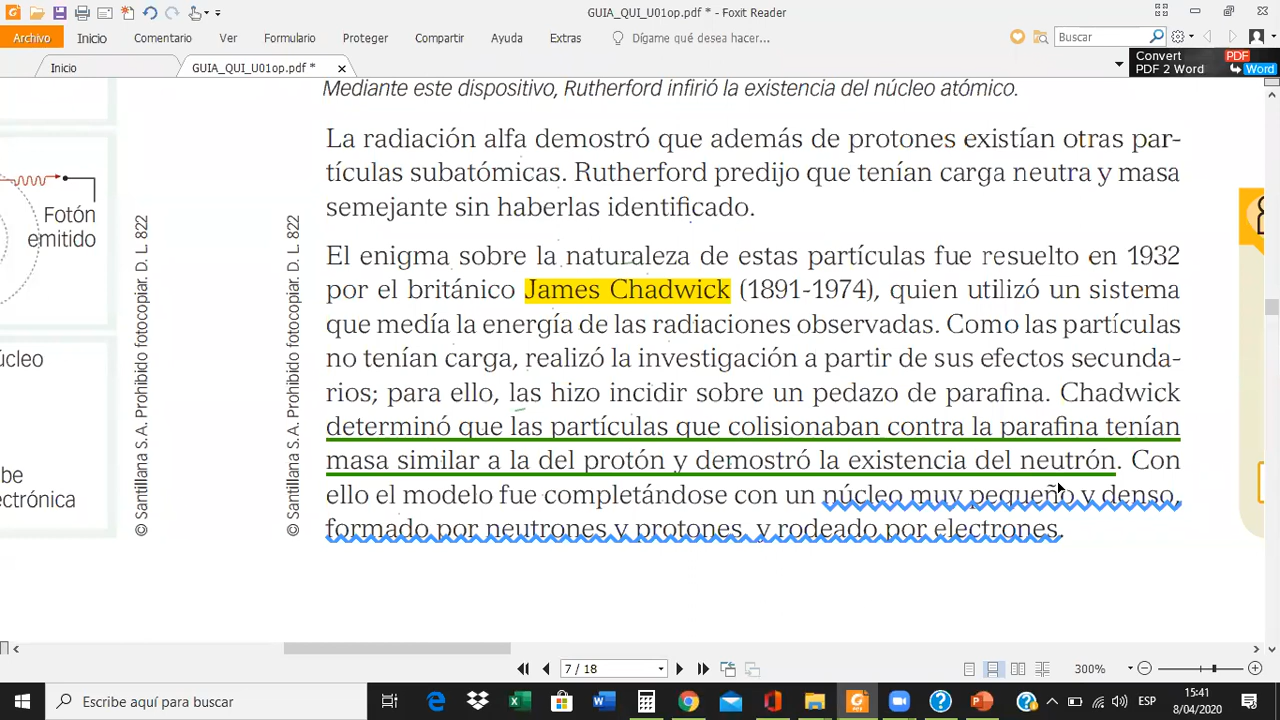 GUIA_QUI_U01op.pdf * - Foxit Reader
Archivo Inicio Comentario Ver Formulario Proteger Compartir Ayuda Extras Dígame qué desea hacer... Buscar
Inicio GUIA_QUI_U01op.pdf *
Convert PDF
PDF 2 Word Word
Mediante este dispositivo, Rutherford infirió la existencia del núcleo atómico.
La radiación alfa demostró que además de protones existían otras par-
tículas subatómicas. Rutherford predijo que tenían carga neutra y masa
semejante sin haberlas identificado.
El enigma sobre la naturaleza de estas partículas fue resuelto en 1932
por el británico James Chadwick (1891-1974), quien utilizó un sistema
que medía la energía de las radiaciones observadas. Como las partículas
no tenían carga, realizó la investigación a partir de sus efectos secunda-
rios; para ello, las hizo incidir sobre un pedazo de parafina. Chadwick
determinó que las partículas que colisionaban contra la parafina tenían
masa similar a la del protón y demostró la existencia del neutrón. Con
ello el modelo fue completándose con un núcleo muy pequeño y denso,
formado por neutrones y protones, y rodeado por electrones.
Fotón
emitido
úcleo
be
ectrónica
© Santillana S.A. Prohibido fotocopiar. D. L. 822
© Santillana S.A. Prohibido fotocopiar. D. L. 822
7 / 18
300%
Escribe aquí para buscar
ESP
15:41
8/04/2020